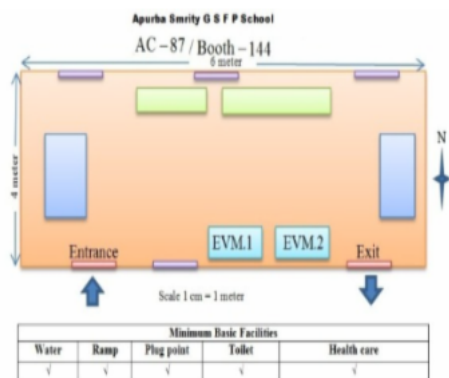 Apurba Smrity G S F P School
AC – 87 / Booth – 144
6 meter
4 meter
N
EVM.1 EVM.2
Entrance Exit
Scale 1 cm = 1 meter
Minimum Basic Facilities
Water Ramp Plug point Toilet Health care
√ √ √ √ √